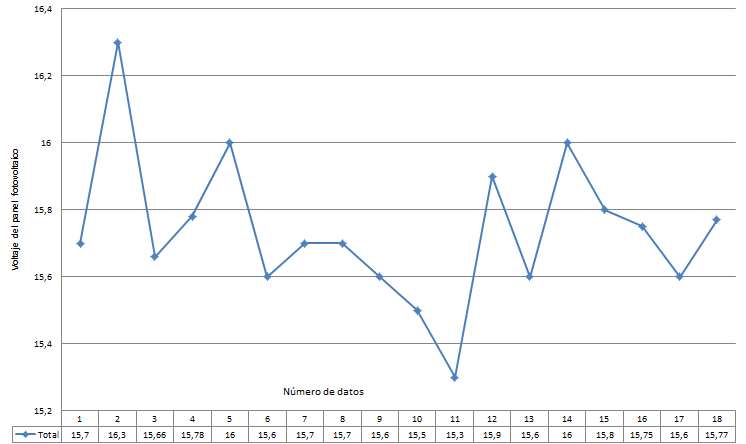 16,4
16,2
16
15,8
15,6
15,4
15,2
Voltaje del panel fotovoltaico
Número de datos
1 2 3 4 5 6 7 8 9 10 11 12 13 14 15 16 17 18
Total 15,7 16,3 15,66 15,78 16 15,6 15,7 15,7 15,6 15,5 15,3 15,9 15,6 16 15,8 15,75 15,6 15,77